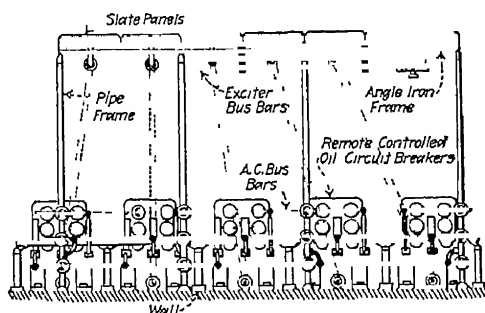 Slate Panels
Pipe
Frame
Exciter
Bus Bars
Angle Iron
Frame
A.C. Bus
Bars
Remote Controlled
Oil Circuit Breakers
Wall